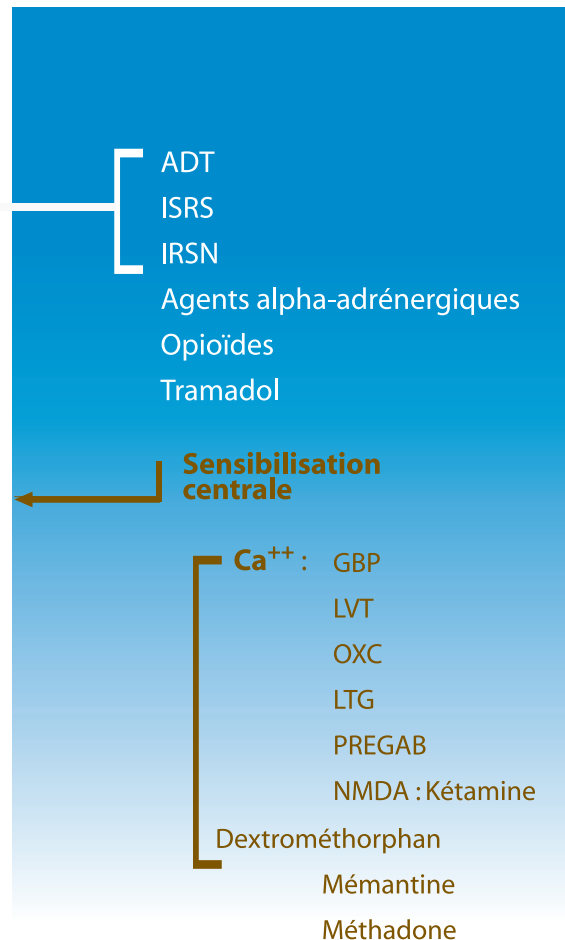 ADT
ISRS
IRSN
Agents alpha-adrénergiques
Opioïdes
Tramadol
Sensibilisation
centrale
Ca++ : GBP
LVT
OXC
LTG
PREGAB
NMDA : Kétamine
Dextrométhorphan
Mémantine
Méthadone